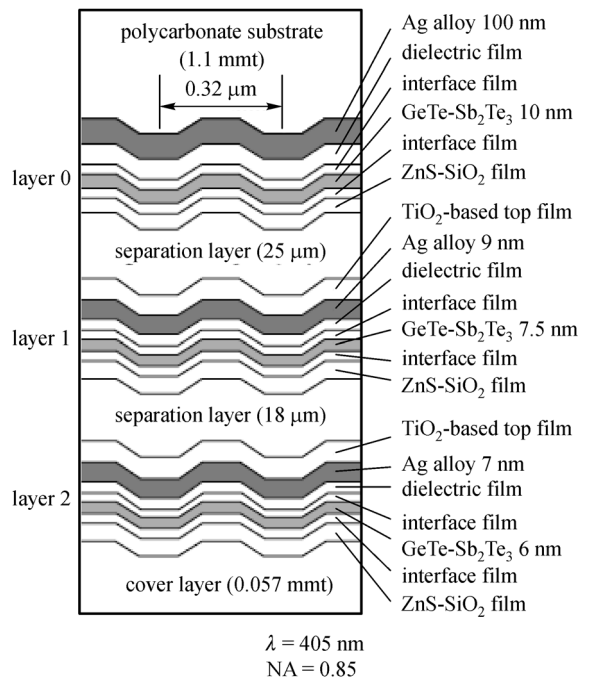 polycarbonate substrate
(1.1 mmt)
0.32 μm
Ag alloy 100 nm
dielectric film
interface film
GeTe-Sb₂Te₃ 10 nm
interface film
ZnS-SiO₂ film
layer 0
separation layer (25 μm)
TiO₂-based top film
Ag alloy 9 nm
dielectric film
interface film
GeTe-Sb₂Te₃ 7.5 nm
interface film
ZnS-SiO₂ film
layer 1
separation layer (18 μm)
TiO₂-based top film
Ag alloy 7 nm
dielectric film
interface film
GeTe-Sb₂Te₃ 6 nm
interface film
ZnS-SiO₂ film
layer 2
cover layer (0.057 mmt)
λ = 405 nm
NA = 0.85